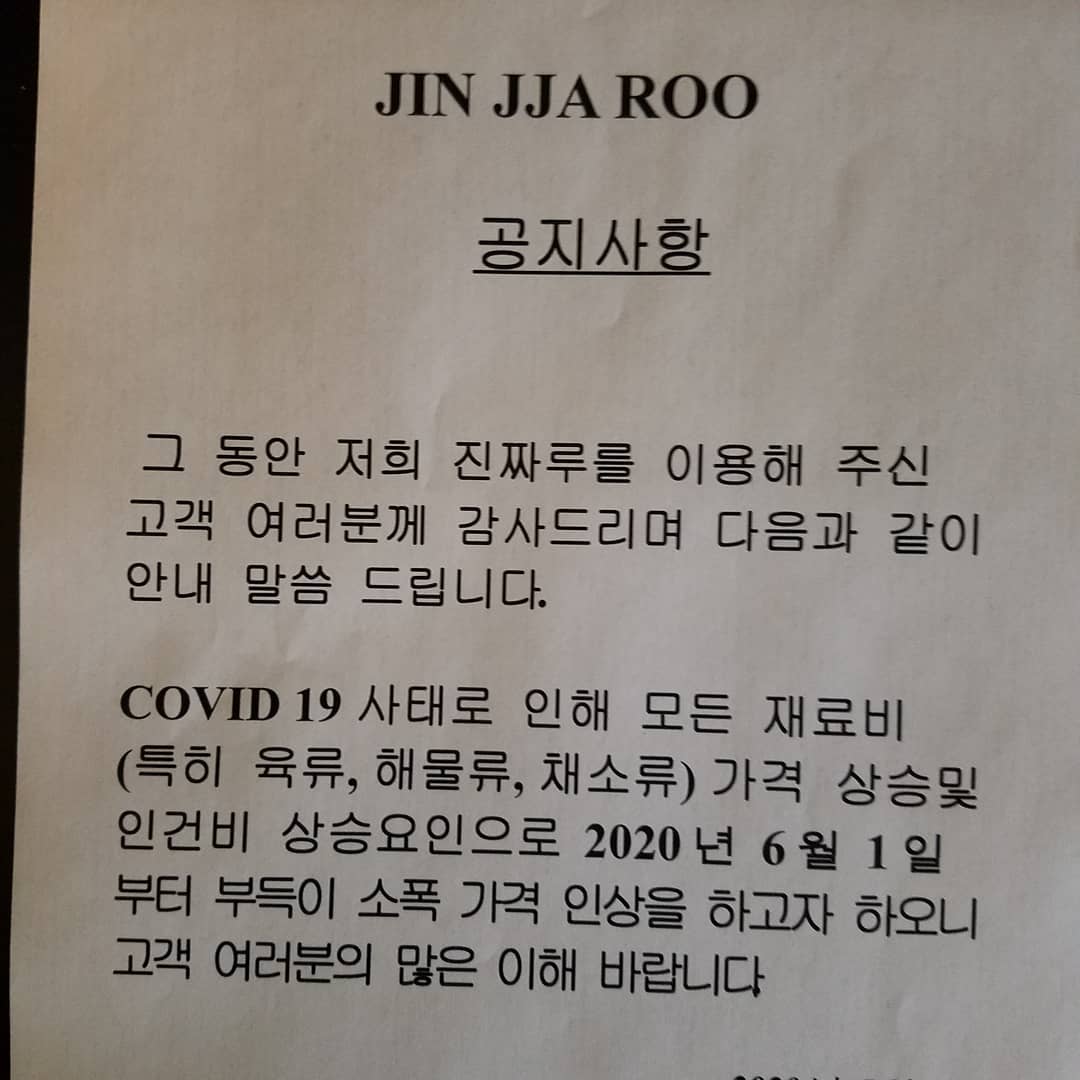 JIN JJA ROO
공지사항
그 동안 저희 진짜루를 이용해 주신
고객 여러분께 감사드리며 다음과 같이
안내 말씀 드립니다.
COVID 19 사태로 인해 모든 재료비
(특히 육류, 해물류, 채소류) 가격 상승및
인건비 상승요인으로 2020 년 6 월 1 일
부터 부득이 소폭 가격 인상을 하고자 하오니
고객 여러분의 많은 이해 바랍니다